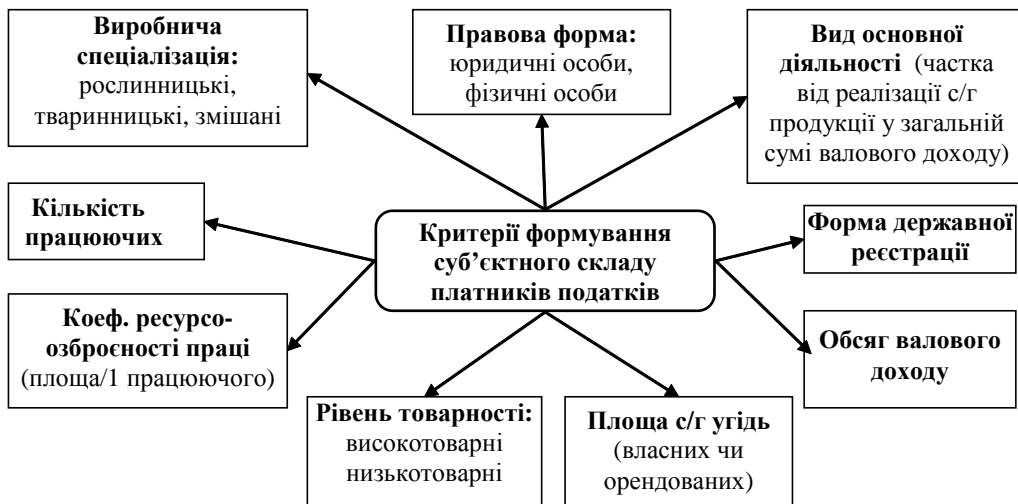 Виробнича
спеціалізація:
рослинницькі,
тваринницькі, змішані
Правова форма:
юридичні особи,
фізичні особи
Вид основної
діяльності (частка
від реалізації с/г
продукції у загальній
сумі валового доходу)
Кількість
працюючих
Критерії формування
суб’єктного складу
платників податків
Форма державної
реєстрації
Коеф. ресурсо-
озброєності праці
(площа/1 працюючого)
Рівень товарності:
високотоварні
низькотоварні
Площа с/г угідь
(власних чи
орендованих)
Обсяг валового
доходу